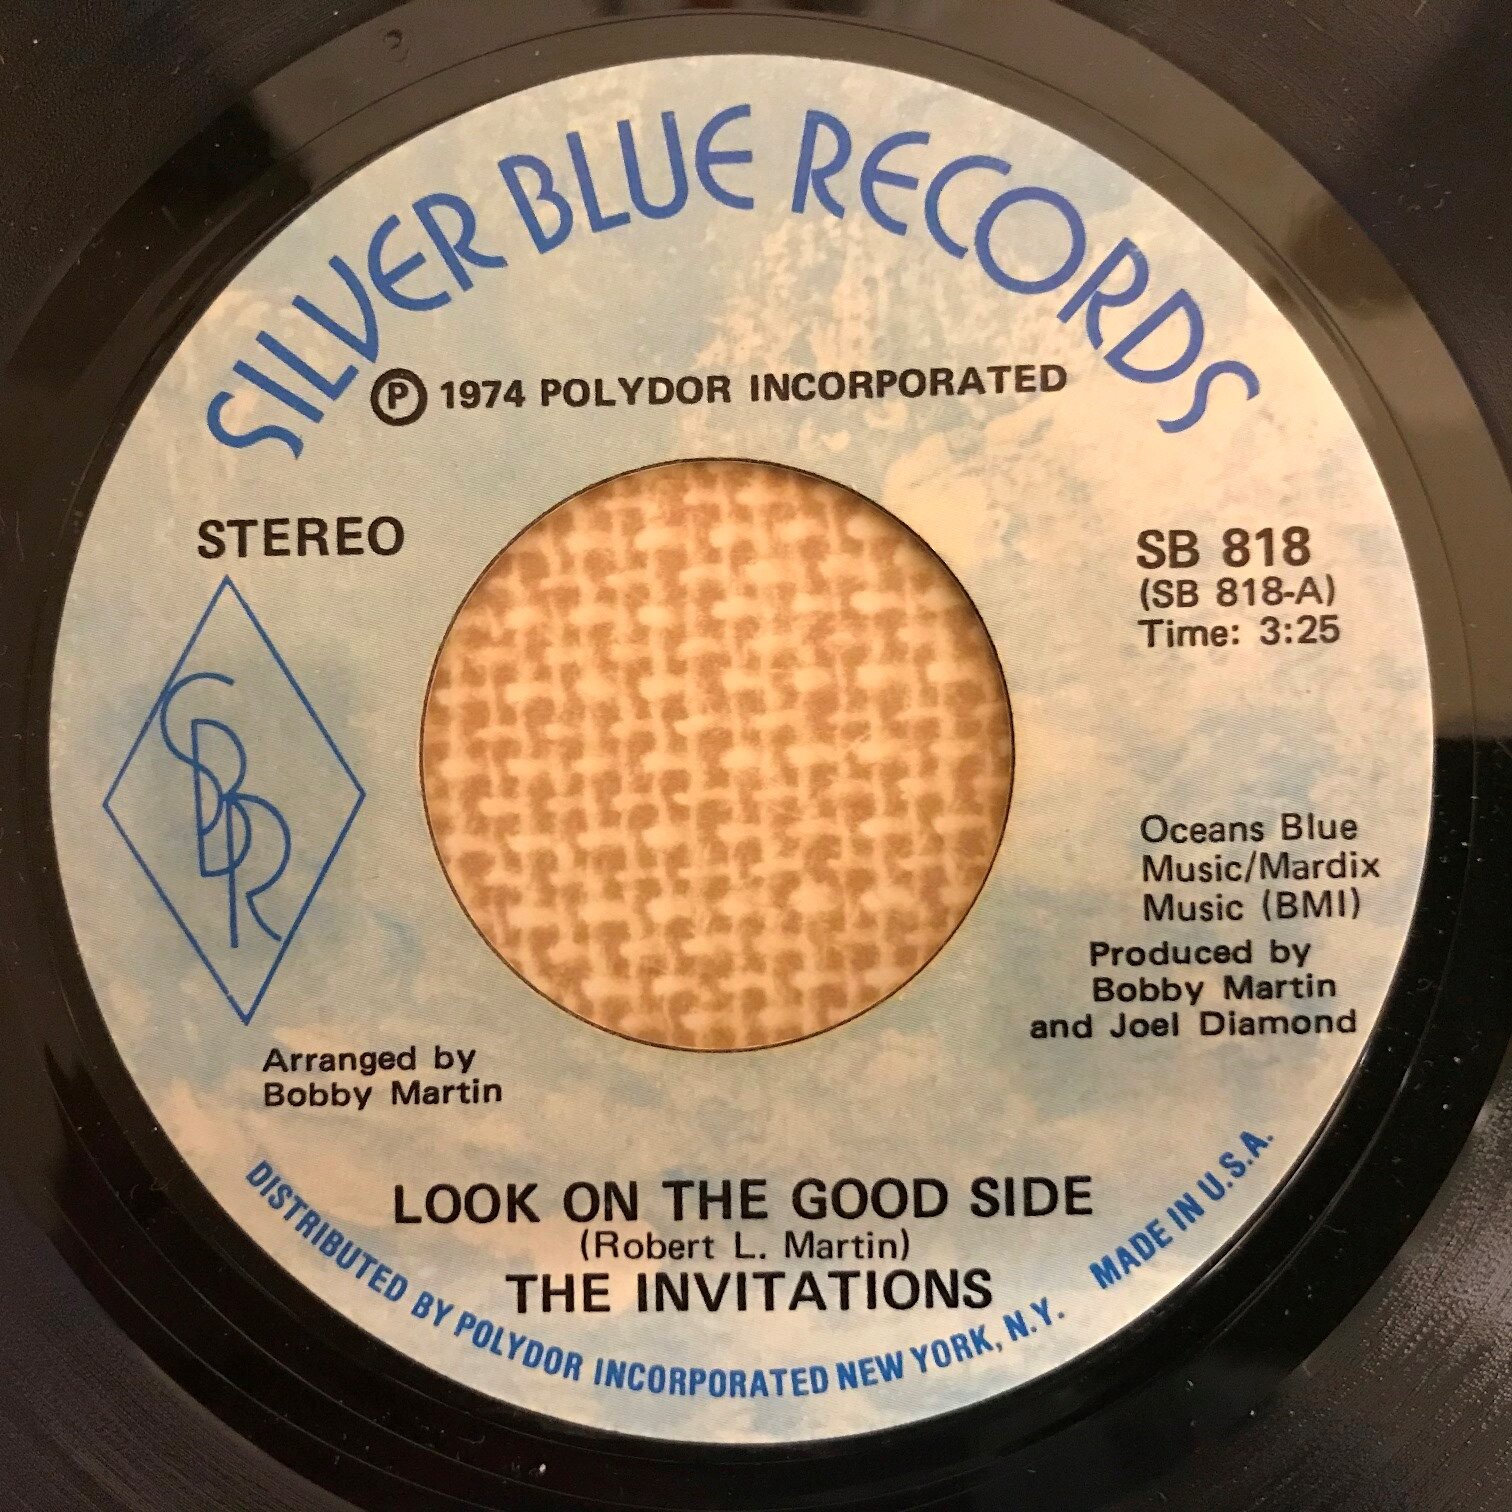 SILVER BLUE RECORDS
Ⓟ 1974 POLYDOR INCORPORATED
STEREO
SB 818
(SB 818-A)
Time: 3:25
SBR
Oceans Blue
Music/Mardix
Music (BMI)
Produced by
Bobby Martin
and Joel Diamond
Arranged by
Bobby Martin
LOOK ON THE GOOD SIDE
(Robert L. Martin)
THE INVITATIONS
DISTRIBUTED BY POLYDOR INCORPORATED NEW YORK, N.Y. MADE IN U.S.A.